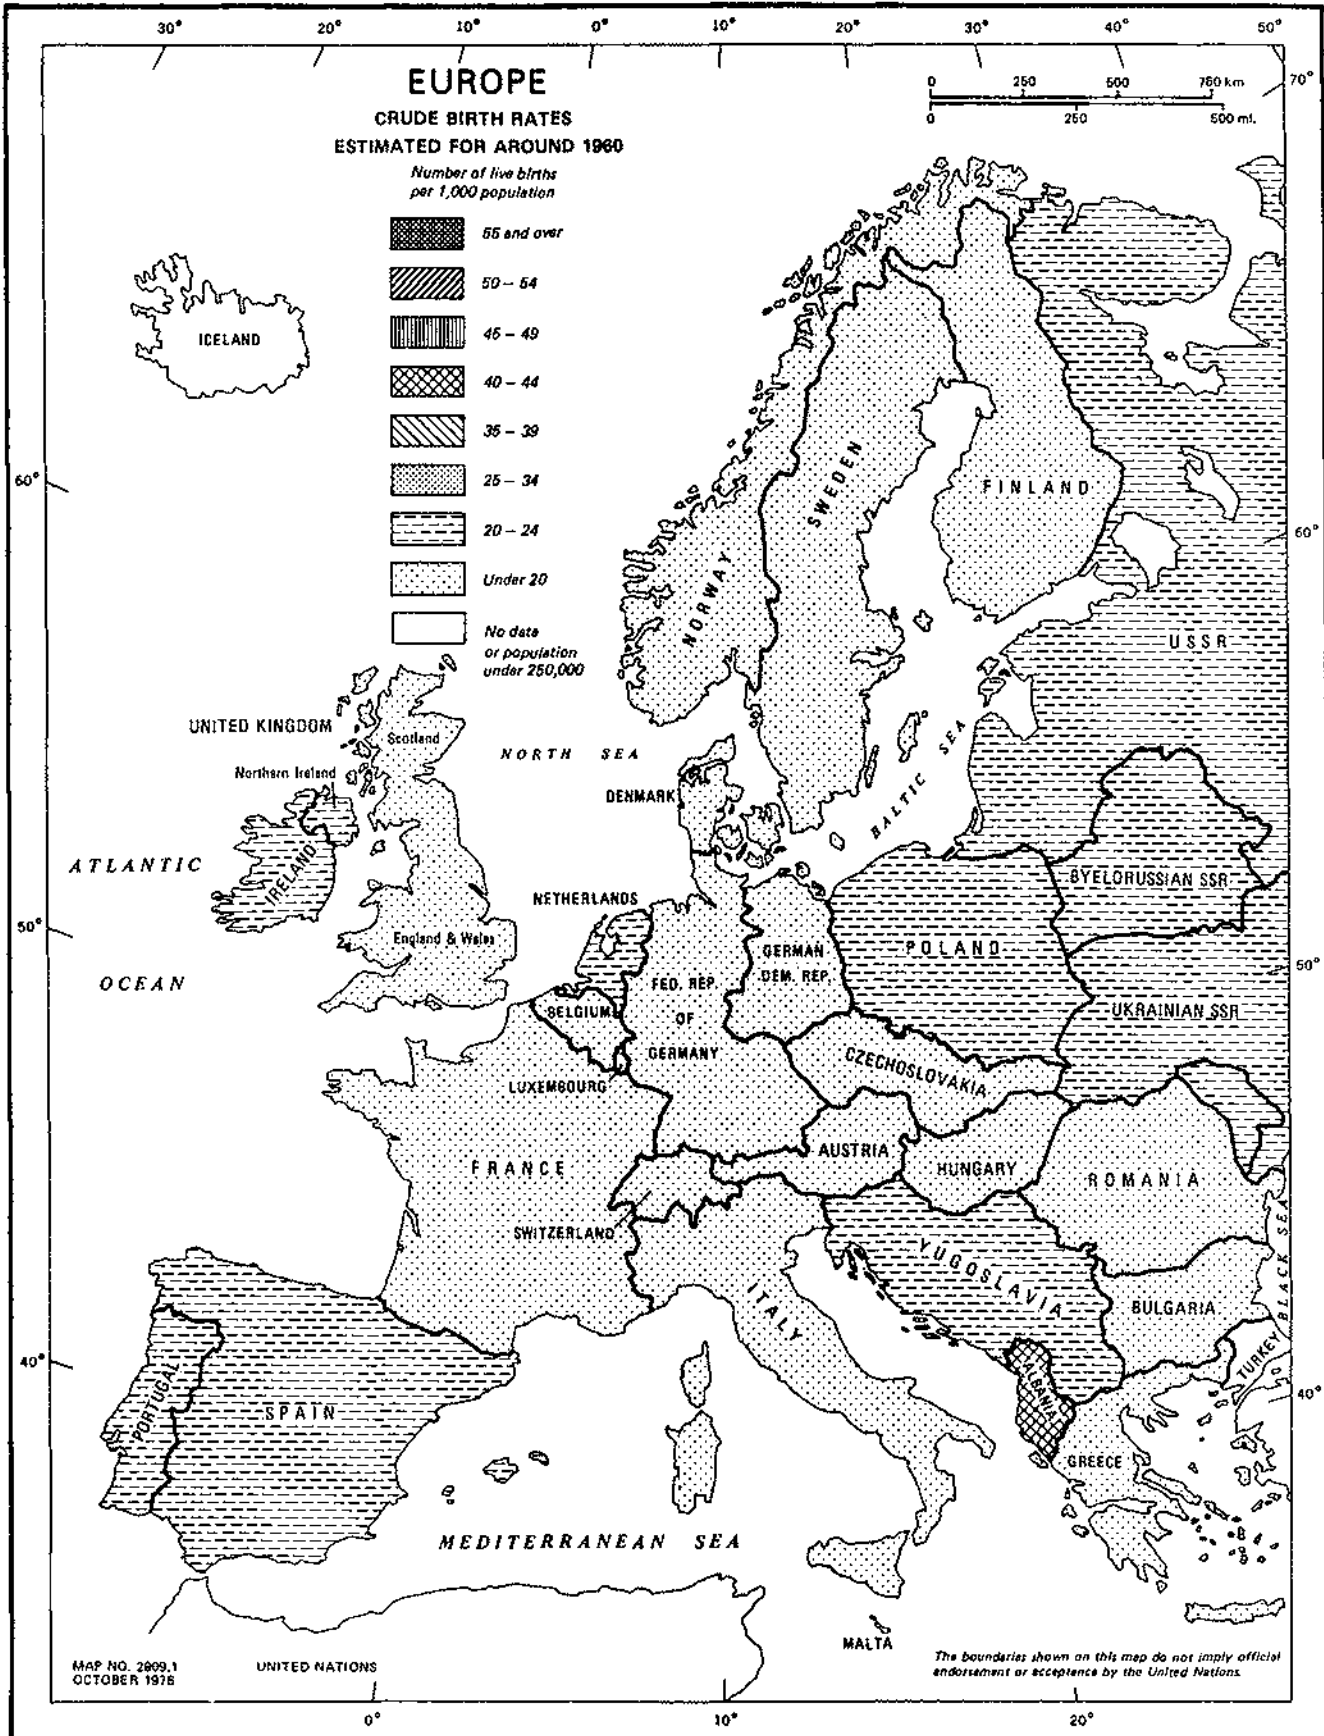 30° 20° 10° 0° 10° 20° 30° 40° 50°
EUROPE
CRUDE BIRTH RATES
ESTIMATED FOR AROUND 1960
Number of live births
per 1,000 population
55 and over
50 – 54
45 – 49
40 – 44
35 – 39
25 – 34
20 – 24
Under 20
No data
or population
under 250,000
0 250 500 750 km
0 250 500 mi.
70°
ICELAND
60°
SWEDEN
FINLAND
60°
NORWAY
USSR
UNITED KINGDOM
Scotland
NORTH SEA
Northern Ireland
DENMARK
BALTIC SEA
ATLANTIC
IRELAND
BYELORUSSIAN SSR
NETHERLANDS
50°
England & Wales
POLAND
GERMAN
DEM. REP.
50°
OCEAN
FED. REP.
OF
GERMANY
BELGIUM
UKRAINIAN SSR
CZECHOSLOVAKIA
LUXEMBOURG
FRANCE
AUSTRIA
HUNGARY
ROMANIA
SWITZERLAND
YUGOSLAVIA
BLACK SEA
ITALY
BULGARIA
40°
TURKEY
ALBANIA
40°
PORTUGAL
SPAIN
GREECE
MEDITERRANEAN SEA
MALTA
MAP NO. 2909.1 UNITED NATIONS
OCTOBER 1976
The boundaries shown on this map do not imply official
endorsement or acceptance by the United Nations.
0° 10° 20°